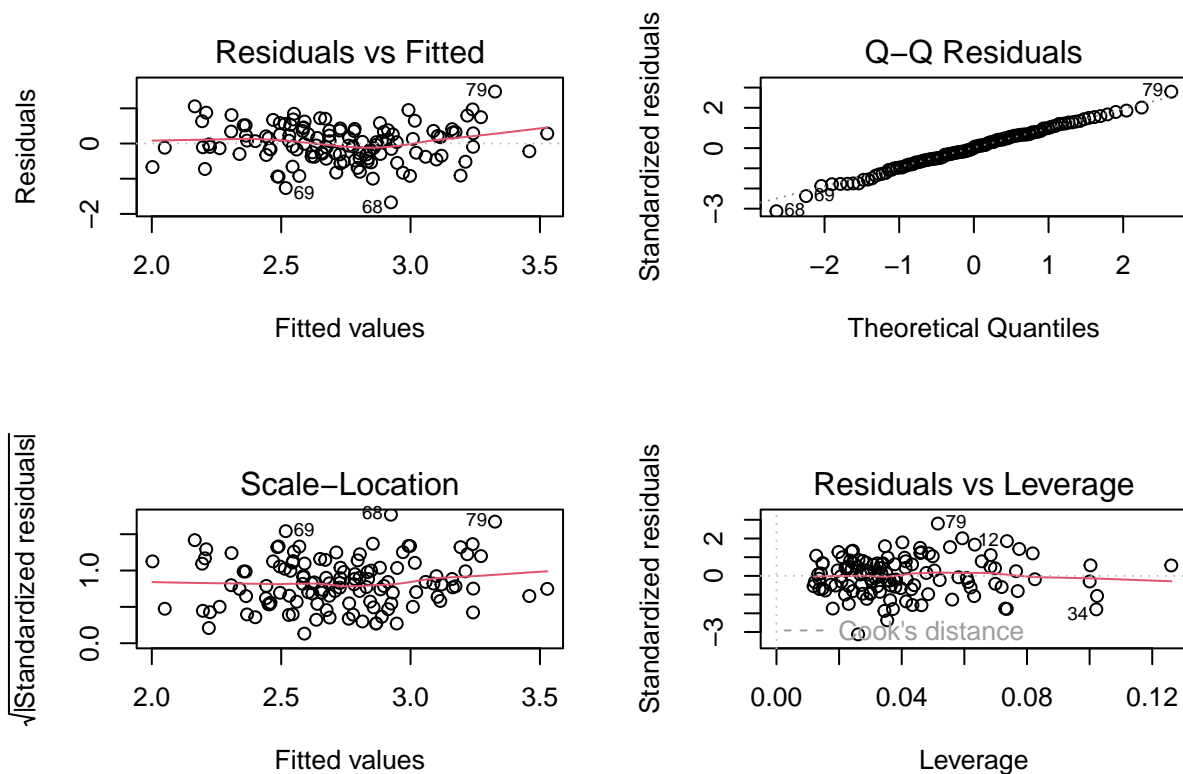 Residuals vs Fitted
Residuals
0
−2
79
69
68
2.0 2.5 3.0 3.5
Fitted values
Q−Q Residuals
Standardized residuals
2
0
−3
79
69
68
−2 −1 0 1 2
Theoretical Quantiles
Scale−Location
√|Standardized residuals|
1.0
0.0
68
79
69
2.0 2.5 3.0 3.5
Fitted values
Residuals vs Leverage
Standardized residuals
2
0
−3
79
12
34
Cook's distance
0.00 0.04 0.08 0.12
Leverage